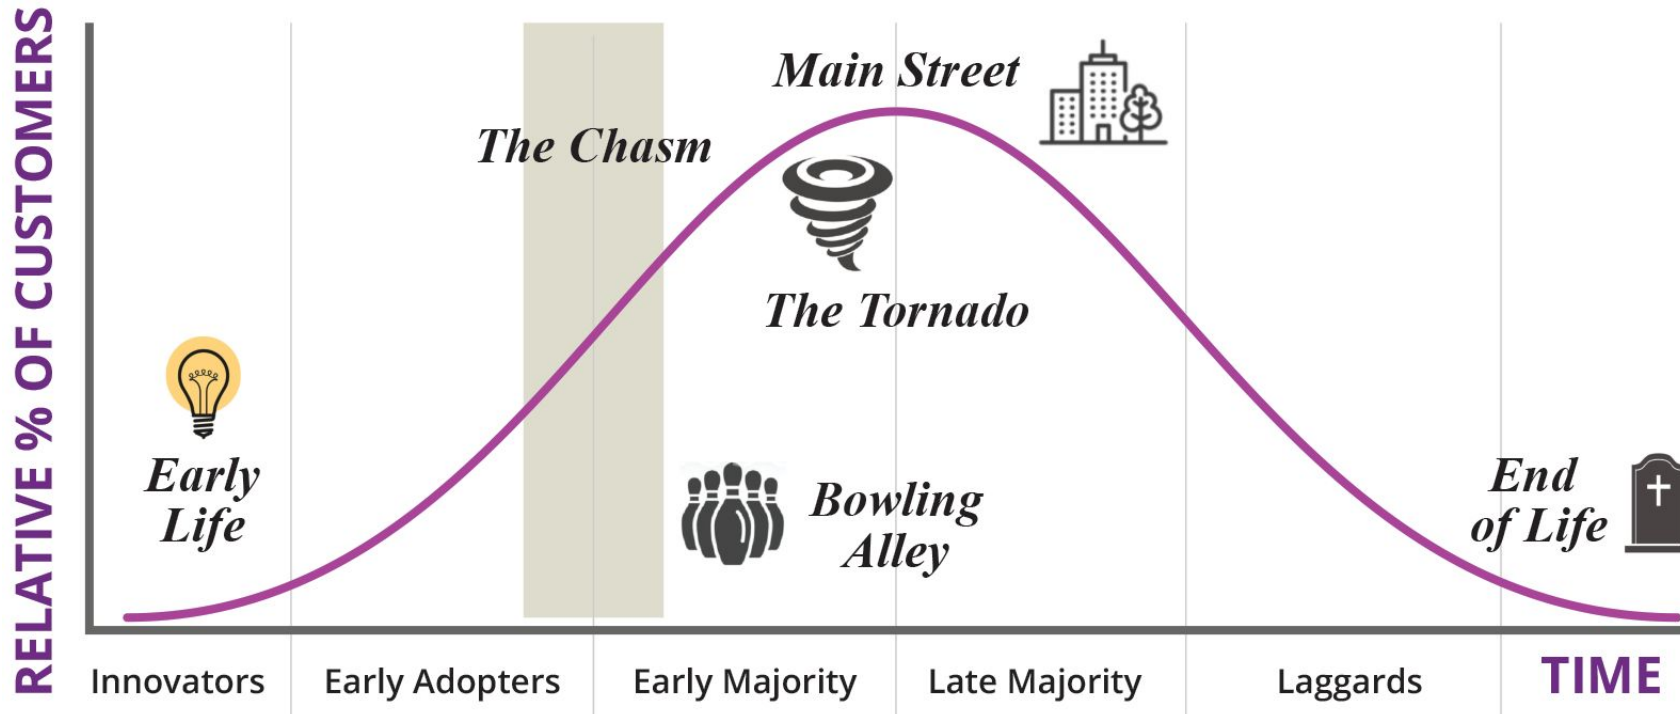 RELATIVE % OF CUSTOMERS
Main Street
The Chasm
The Tornado
Early
Life
Bowling
Alley
End
of Life
Innovators
Early Adopters
Early Majority
Late Majority
Laggards
TIME